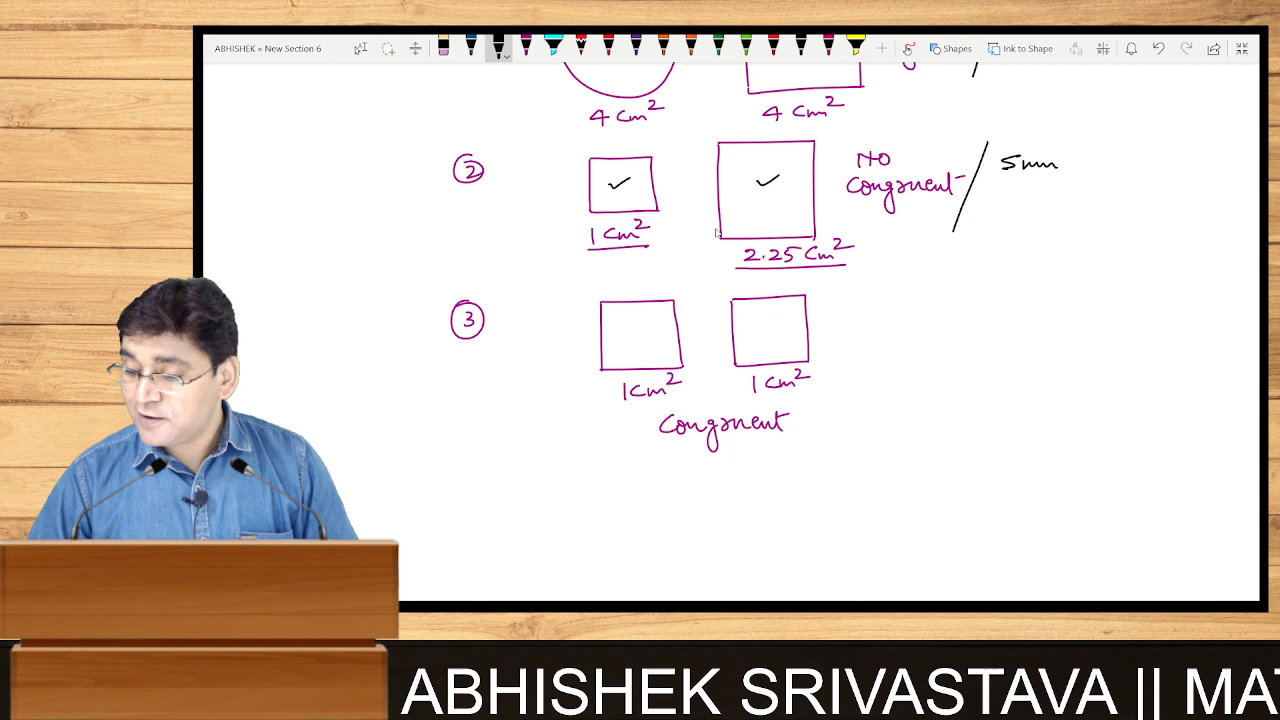 ABHISHEK » New Section 6
Shapes
Ink to Shape
4 cm²
4 cm²
②
No
Congruent
5mm
1 cm²
2.25 cm²
③
1cm²
1 cm²
Congruent
ABHISHEK SRIVASTAVA || MAT